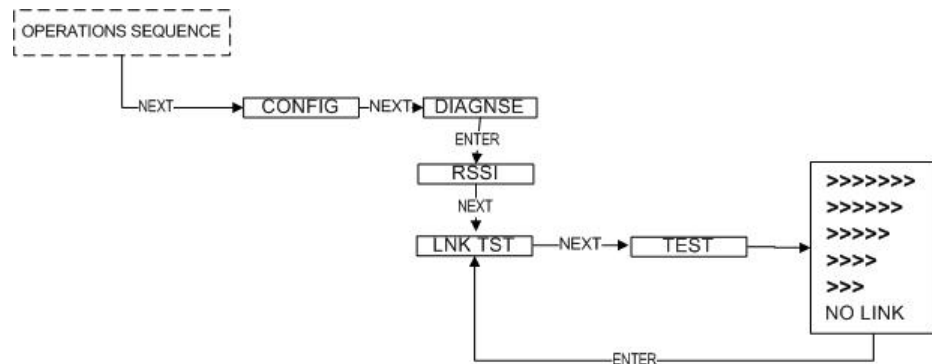 OPERATIONS SEQUENCE
NEXT
CONFIG
NEXT
DIAGNSE
ENTER
RSSI
NEXT
LNK TST
NEXT
TEST
>>>>>>>
>>>>>>
>>>>>
>>>>
>>>
NO LINK
ENTER